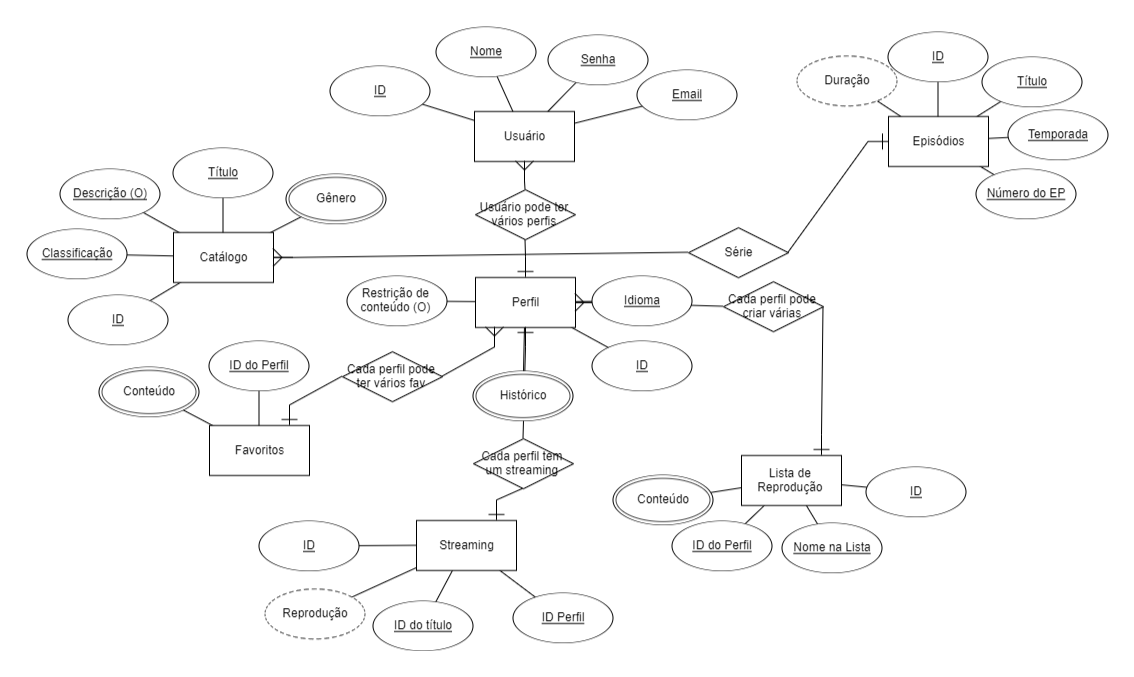 Nome
Senha
ID
Email
Usuário
Duração
ID
Título
Temporada
Episódios
Número do EP
Título
Descrição (O)
Gênero
Classificação
Catálogo
ID
Usuário pode ter
vários perfis
Série
Restrição de
conteúdo (O)
Perfil
Idioma
ID
Cada perfil pode
criar várias
ID do Perfil
Conteúdo
Favoritos
Cada perfil pode
ter vários fav
Histórico
Cada perfil tem
um streaming
Lista de
Reprodução
Conteúdo
ID
ID do Perfil
Nome na Lista
ID
Streaming
Reprodução
ID do título
ID Perfil